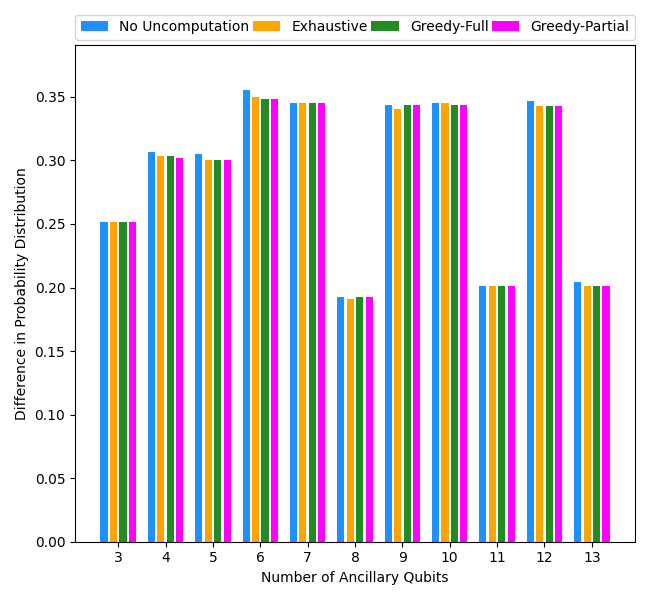 No Uncomputation Exhaustive Greedy-Full Greedy-Partial
Difference in Probability Distribution
0.35
0.30
0.25
0.20
0.15
0.10
0.05
0.00
3 4 5 6 7 8 9 10 11 12 13
Number of Ancillary Qubits